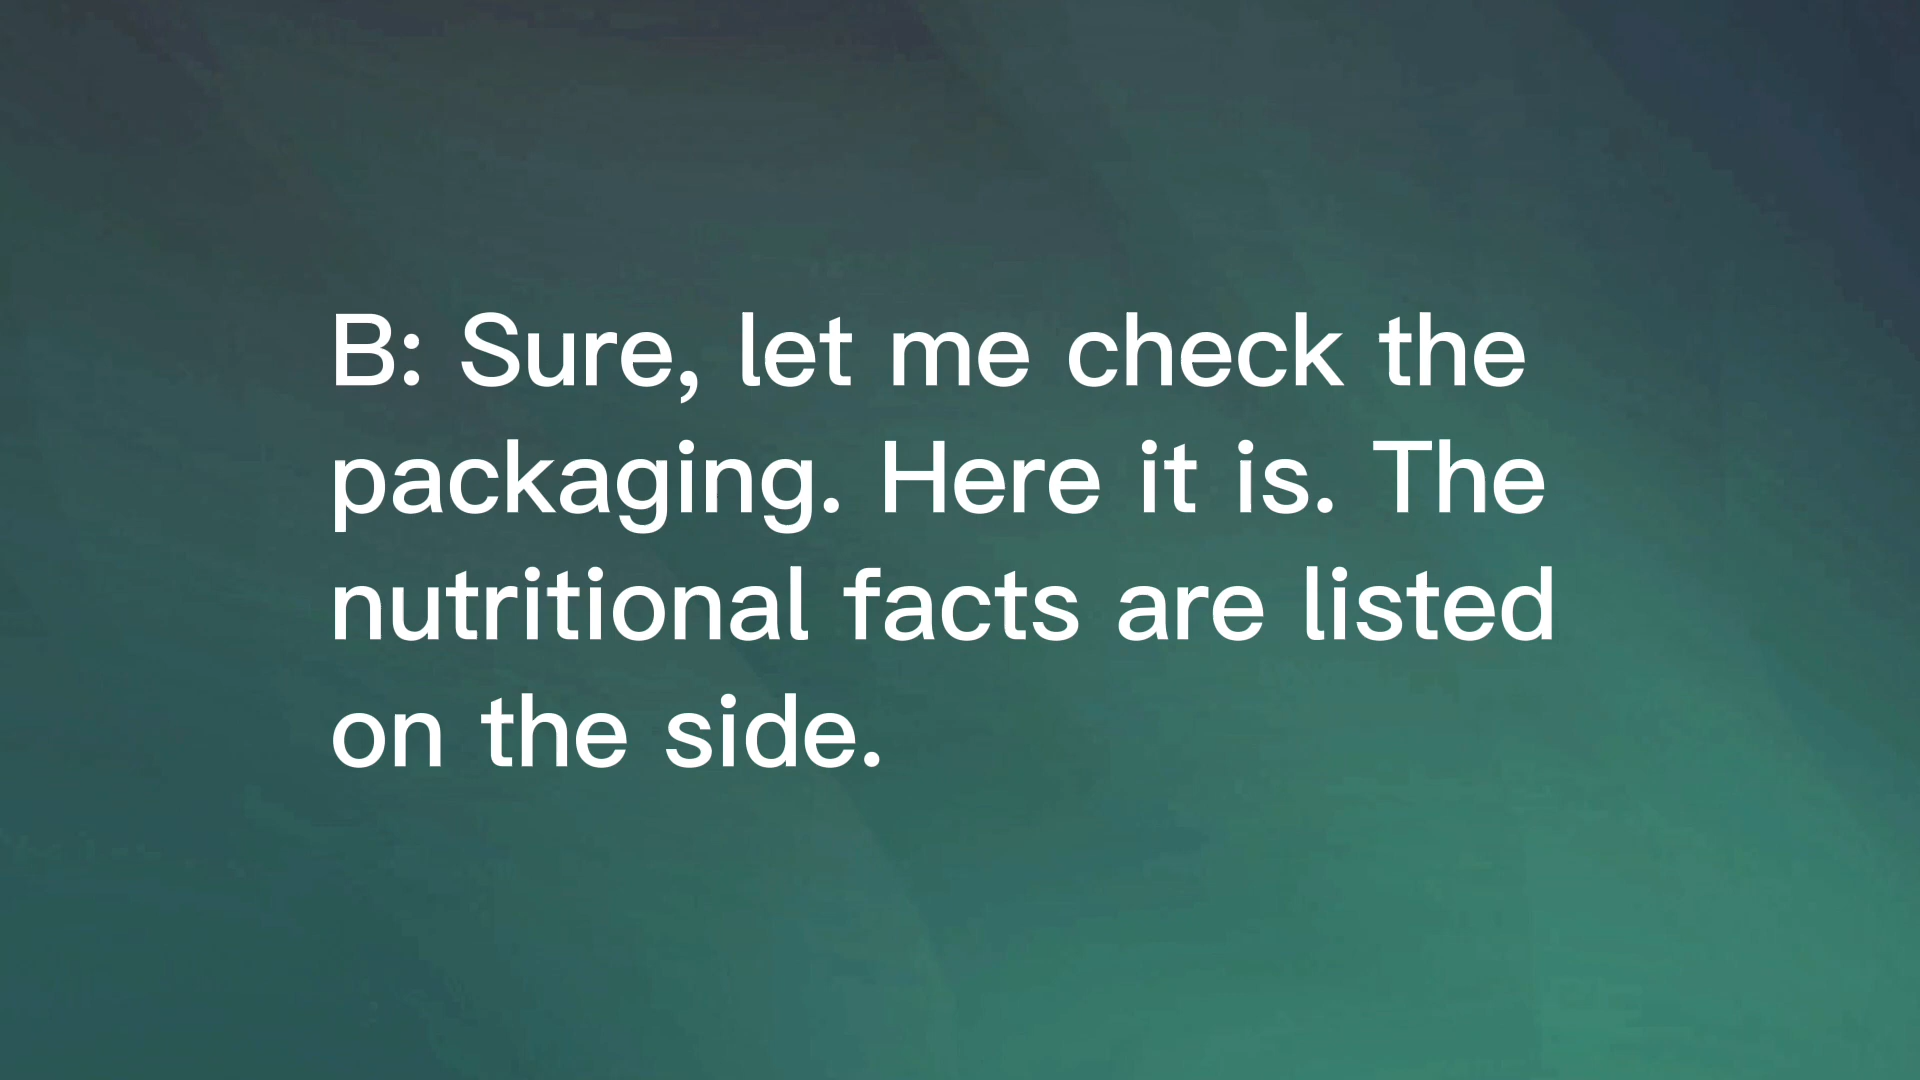 B: Sure, let me check the
packaging. Here it is. The
nutritional facts are listed
on the side.